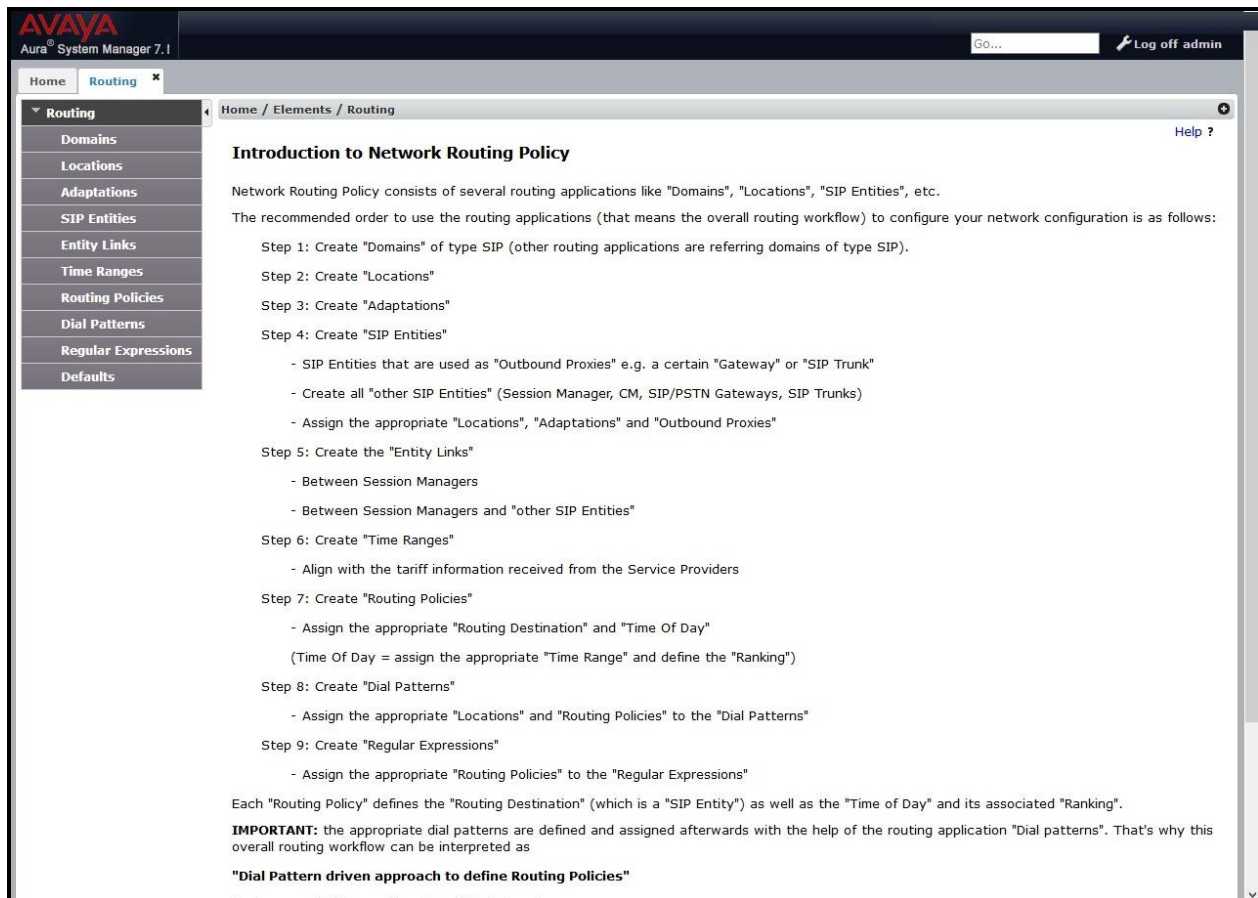 AVAYA
Aura® System Manager 7.1
Go...
Log off admin
Home
Routing
Routing
Domains
Locations
Adaptations
SIP Entities
Entity Links
Time Ranges
Routing Policies
Dial Patterns
Regular Expressions
Defaults
Home / Elements / Routing
Help ?
Introduction to Network Routing Policy
Network Routing Policy consists of several routing applications like "Domains", "Locations", "SIP Entities", etc.
The recommended order to use the routing applications (that means the overall routing workflow) to configure your network configuration is as follows:
Step 1: Create "Domains" of type SIP (other routing applications are referring domains of type SIP).
Step 2: Create "Locations"
Step 3: Create "Adaptations"
Step 4: Create "SIP Entities"
- SIP Entities that are used as "Outbound Proxies" e.g. a certain "Gateway" or "SIP Trunk"
- Create all "other SIP Entities" (Session Manager, CM, SIP/PSTN Gateways, SIP Trunks)
- Assign the appropriate "Locations", "Adaptations" and "Outbound Proxies"
Step 5: Create the "Entity Links"
- Between Session Managers
- Between Session Managers and "other SIP Entities"
Step 6: Create "Time Ranges"
- Align with the tariff information received from the Service Providers
Step 7: Create "Routing Policies"
- Assign the appropriate "Routing Destination" and "Time Of Day"
(Time Of Day = assign the appropriate "Time Range" and define the "Ranking")
Step 8: Create "Dial Patterns"
- Assign the appropriate "Locations" and "Routing Policies" to the "Dial Patterns"
Step 9: Create "Regular Expressions"
- Assign the appropriate "Routing Policies" to the "Regular Expressions"
Each "Routing Policy" defines the "Routing Destination" (which is a "SIP Entity") as well as the "Time of Day" and its associated "Ranking".
IMPORTANT: the appropriate dial patterns are defined and assigned afterwards with the help of the routing application "Dial patterns". That's why this
overall routing workflow can be interpreted as
"Dial Pattern driven approach to define Routing Policies"